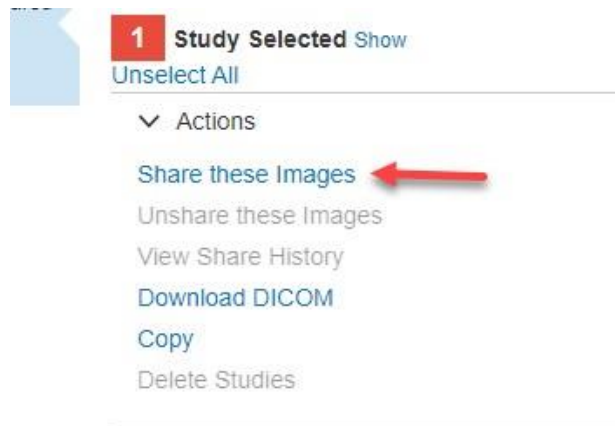 1 Study Selected Show
Unselect All
Actions
Share these Images
Unshare these Images
View Share History
Download DICOM
Copy
Delete Studies